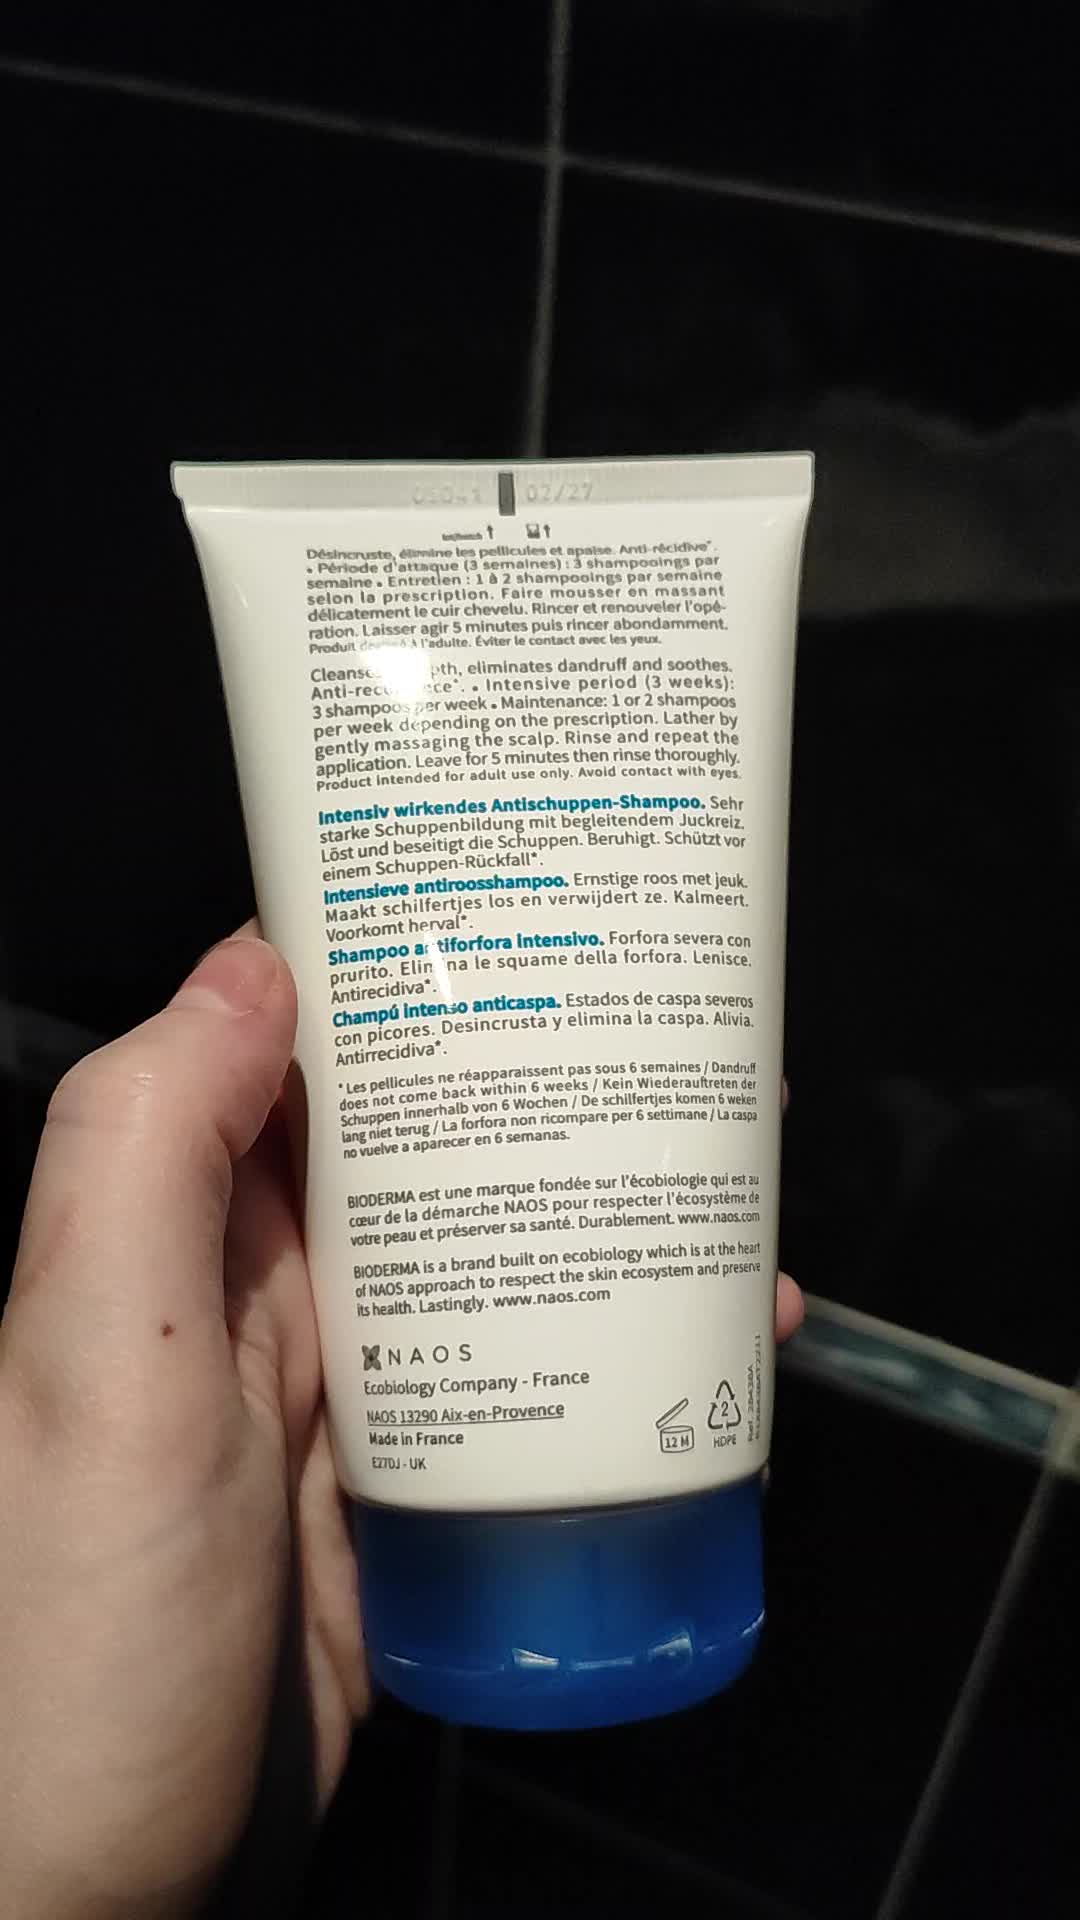 02/27
Désincruste, élimine les pellicules et apaise. Anti-récidive*.
• Période d'attaque (3 semaines) : 3 shampooings par
semaine • Entretien : 1 à 2 shampooings par semaine
selon la prescription. Faire mousser en massant
délicatement le cuir chevelu. Rincer et renouveler l'opé-
ration. Laisser agir 5 minutes puis rincer abondamment.
Produit à l'adulte. Éviter le contact avec les yeux.
eliminates dandruff and soothes.
• Intensive period (3 weeks):
3 shampoos per week • Maintenance: 1 or 2 shampoos
per week depending on the prescription. Lather by
gently massaging the scalp. Rinse and repeat the
application. Leave for 5 minutes then rinse thoroughly.
Product intended for adult use only. Avoid contact with eyes.
Intensiv wirkendes Antischuppen-Shampoo. Sehr
starke Schuppenbildung mit begleitendem Juckreiz.
Löst und beseitigt die Schuppen. Beruhigt. Schützt vor
einem Schuppen-Rückfall*.
Intensieve antiroosshampoo. Ernstige roos met jeuk.
Maakt schilfertjes los en verwijdert ze. Kalmeert.
Voorkomt herval*.
Shampoo antiforfora intensivo. Forfora severa con
prurito. Elimina le squame della forfora. Lenisce.
Antirecidiva*.
Champú intenso anticaspa. Estados de caspa severos
con picores. Desincrusta y elimina la caspa. Alivia.
Antirrecidiva*.
*Les pellicules ne réapparaissent pas sous 6 semaines / Dandruff
does not come back within 6 weeks / Kein Wiederauftreten der
Schuppen innerhalb von 6 Wochen / De schilfertjes komen 6 weken
lang niet terug / La forfora non ricompare per 6 settimane / La caspa
no vuelve a aparecer en 6 semanas.
BIODERMA est une marque fondée sur l'écobiologie qui est au
cœur de la démarche NAOS pour respecter l'écosystème de
votre peau et préserver sa santé. Durablement. www.naos.com
BIODERMA is a brand built on ecobiology which is at the heart
of NAOS approach to respect the skin ecosystem and preserve
its health. Lastingly. www.naos.com
NAOS
Ecobiology Company - France
NAOS 13290 Aix-en-Provence
Made in France
E27DJ - UK
12 M
2
HDPE
Ref. 28438A